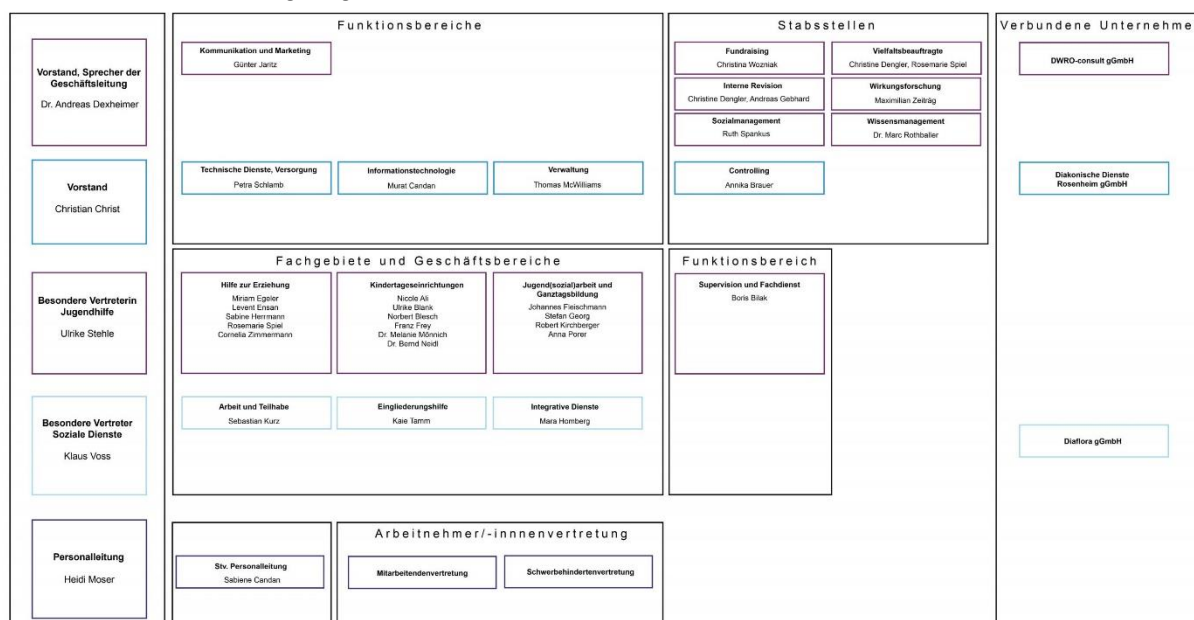 Funktionsbereiche
Stabsstellen
Verbundene Unternehme
Vorstand, Sprecher der
Geschäftsleitung
Dr. Andreas Dexheimer
Kommunikation und Marketing
Günter Jantz
Fundraising
Christina Wozniak
Vielfaltsbeauftragte
Christine Dengler, Rosemarie Spiel
DWRO-consult gGmbH
Interne Revision
Christine Dengler, Andreas Gebhard
Wirkungsforschung
Maximilian Zeiträg
Sozialmanagement
Ruth Spankus
Wissensmanagement
Dr. Marc Rothballer
Vorstand
Christian Christ
Technische Dienste, Versorgung
Petra Schlamb
Informationstechnologie
Murat Candan
Verwaltung
Thomas McWilliams
Controlling
Annika Brauer
Diakonische Dienste
Rosenheim gGmbH
Fachgebiete und Geschäftsbereiche
Funktionsbereich
Besondere Vertreterin
Jugendhilfe
Ulrike Stehle
Hilfe zur Erziehung
Miriam Egeler
Levent Ensan
Sabine Herrmann
Rosemarie Spiel
Cornelia Zimmermann
Kindertageseinrichtungen
Nicole Ali
Ulrike Blank
Norbert Blesch
Franz Frey
Dr. Melanie Mönnich
Dr. Bernd Neidl
Jugend(sozial)arbeit und
Ganztagsbildung
Johannes Fleischmann
Stefan Georg
Robert Kirchberger
Anna Porer
Supervision und Fachdienst
Boris Bilak
Besondere Vertreter
Soziale Dienste
Klaus Voss
Arbeit und Teilhabe
Sebastian Kurz
Eingliederungshilfe
Kaie Tamm
Integrative Dienste
Mara Homberg
Diaflora gGmbH
Arbeitnehmer/-innnenvertretung
Personalleitung
Heidi Moser
Stv. Personalleitung
Sabiene Candan
Mitarbeitendenvertretung
Schwerbehindertenvertretung